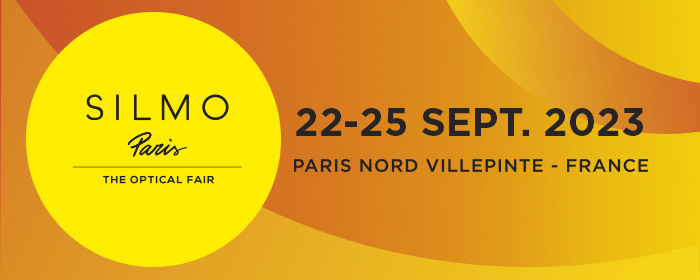 SILMO
Paris
THE OPTICAL FAIR
22-25 SEPT. 2023
PARIS NORD VILLEPINTE - FRANCE